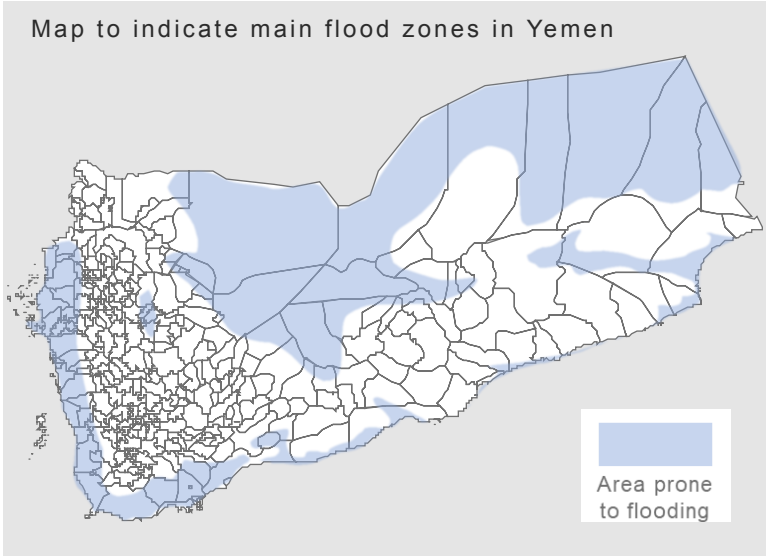 Map to indicate main flood zones in Yemen
Area prone
to flooding